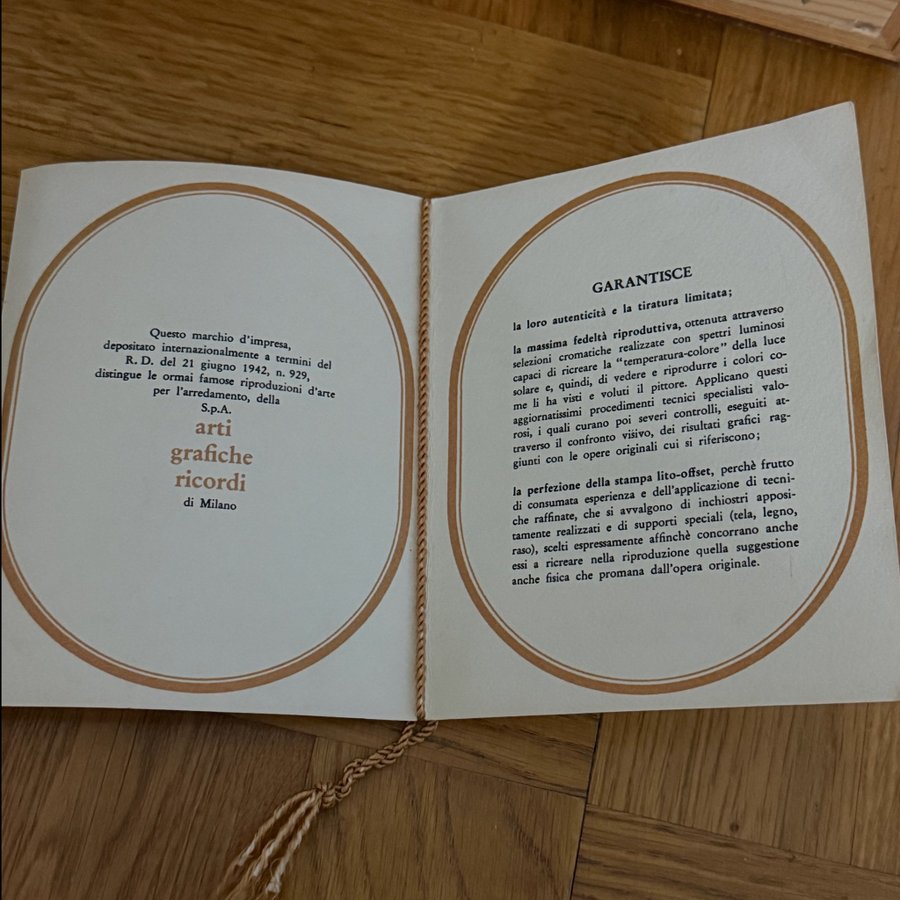 Questo marchio d'impresa,
depositato internazionalmente a termini del
R. D. del 21 giugno 1942, n. 929,
distingue le ormai famose riproduzioni d'arte
per l'arredamento, della
S.p.A.
arti
grafiche
ricordi
di Milano
GARANTISCE
la loro autenticità e la tiratura limitata;
la massima fedeltà riproduttiva, ottenuta attraverso
selezioni cromatiche realizzate con spettri luminosi
capaci di ricreare la "temperatura-colore" della luce
solare e, quindi, di vedere e riprodurre i colori co-
me li ha visti e voluti il pittore. Applicano questi
aggiornatissimi procedimenti tecnici specialisti valo-
rosi, i quali curano poi severi controlli, eseguiti at-
traverso il confronto visivo, dei risultati grafici rag-
giunti con le opere originali cui si riferiscono;
la perfezione della stampa lito-offset, perchè frutto
di consumata esperienza e dell'applicazione di tecni-
che raffinate, che si avvalgono di inchiostri apposi-
tamente realizzati e di supporti speciali (tela, legno,
raso), scelti espressamente affinchè concorrano anche
essi a ricreare nella riproduzione quella suggestione
anche fisica che promana dall'opera originale.